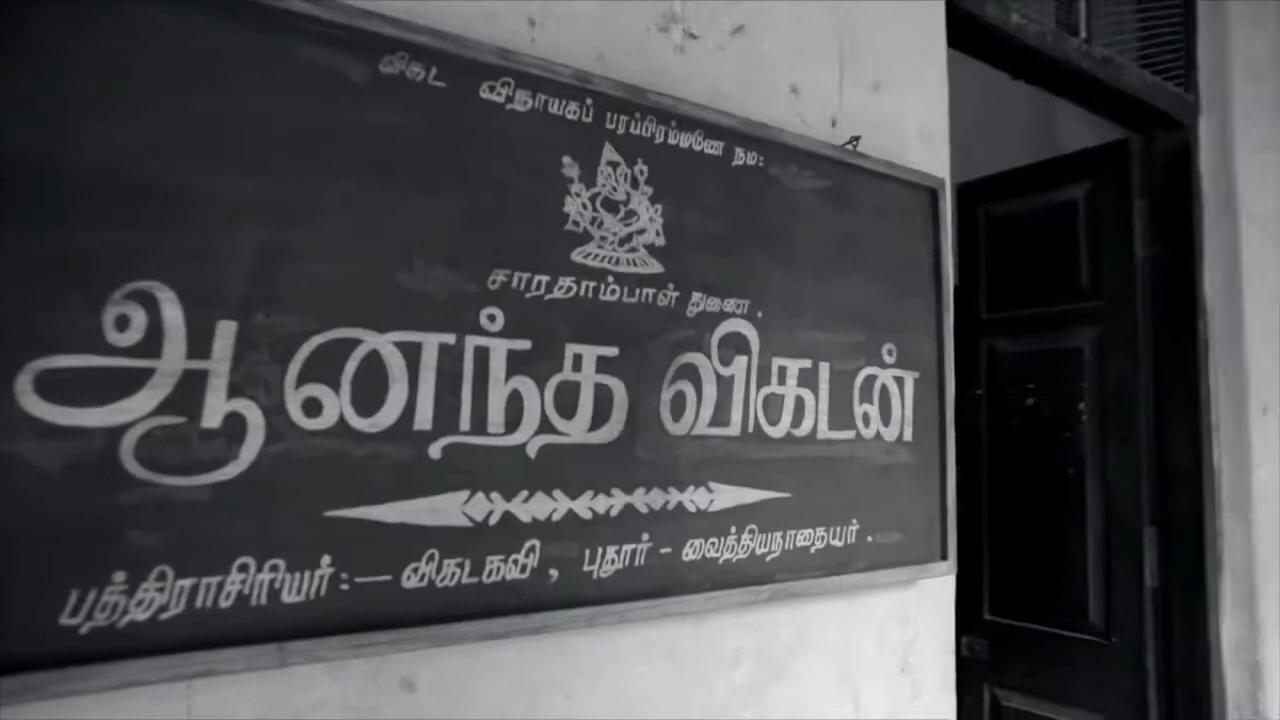 விகட விநாயகப் பரப்பிரம்மணே நம:
சாரதாம்பாள் துணை.
ஆனந்த விகடன்
பத்திராசிரியர்:— விகடகவி, புதூர் - வைத்தியநாதையர்.